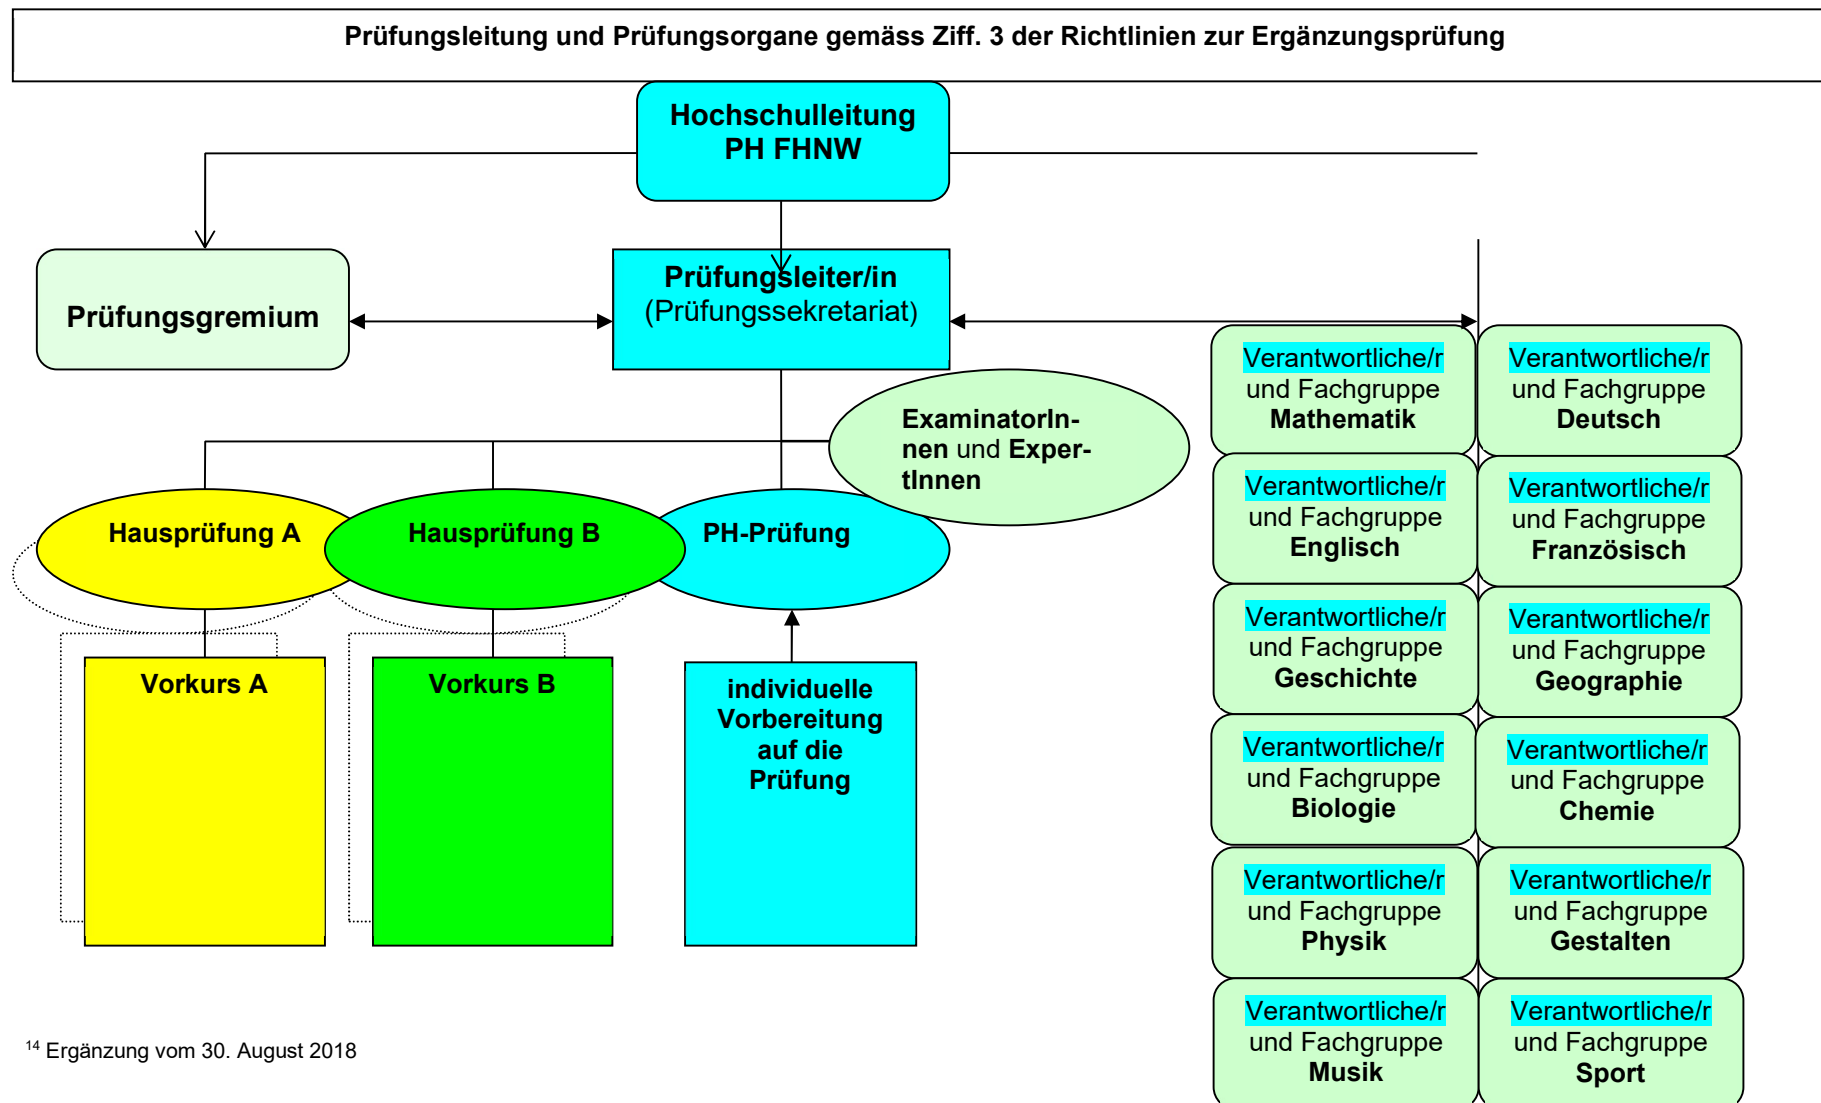 Prüfungsleitung und Prüfungsorgane gemäss Ziff. 3 der Richtlinien zur Ergänzungsprüfung
Hochschulleitung
PH FHNW
Prüfungsgremium
Prüfungsleiter/in
(Prüfungssekretariat)
ExaminatorIn-
nen und Exper-
tInnen
Hausprüfung A
Hausprüfung B
PH-Prüfung
Vorkurs A
Vorkurs B
individuelle
Vorbereitung
auf die
Prüfung
Verantwortliche/r
und Fachgruppe
Mathematik
Verantwortliche/r
und Fachgruppe
Deutsch
Verantwortliche/r
und Fachgruppe
Englisch
Verantwortliche/r
und Fachgruppe
Französisch
Verantwortliche/r
und Fachgruppe
Geschichte
Verantwortliche/r
und Fachgruppe
Geographie
Verantwortliche/r
und Fachgruppe
Biologie
Verantwortliche/r
und Fachgruppe
Chemie
Verantwortliche/r
und Fachgruppe
Physik
Verantwortliche/r
und Fachgruppe
Gestalten
Verantwortliche/r
und Fachgruppe
Musik
Verantwortliche/r
und Fachgruppe
Sport
14 Ergänzung vom 30. August 2018